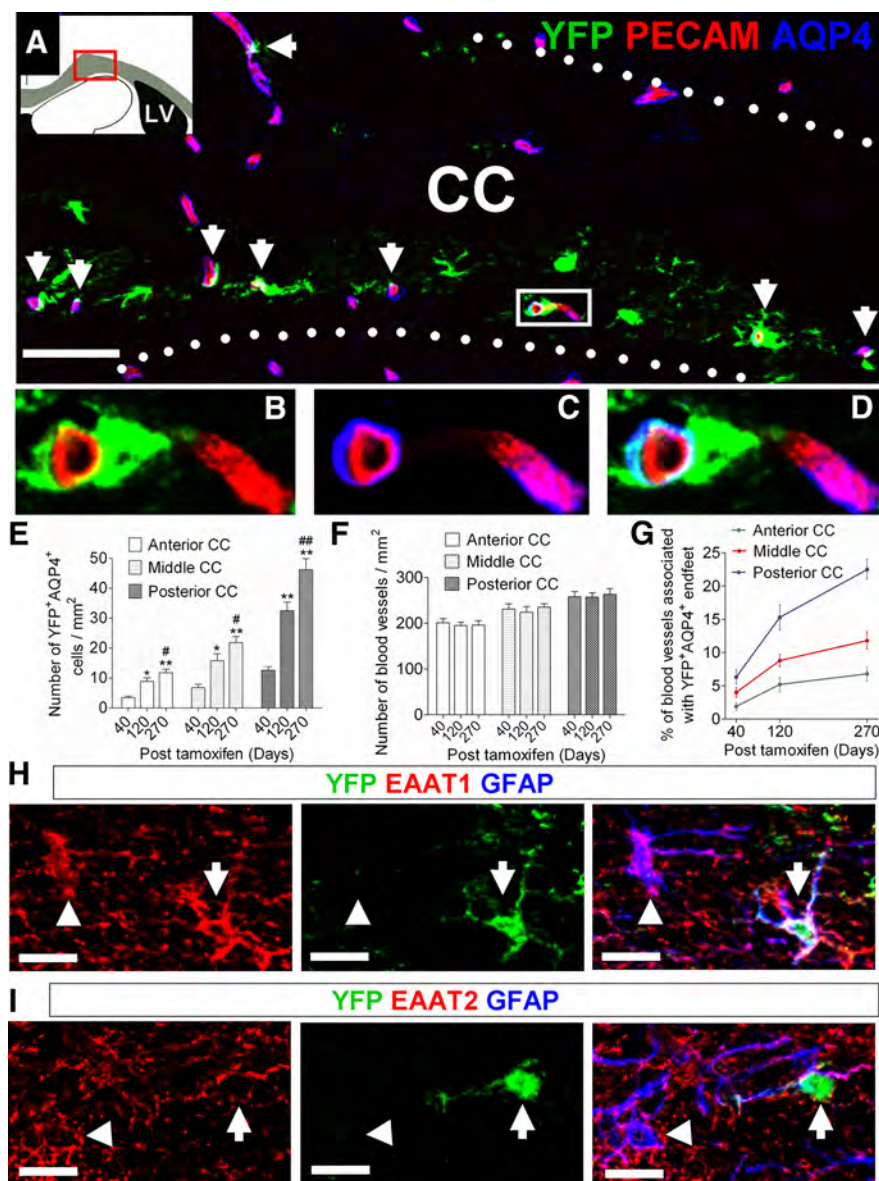 A
YFP PECAM AQP4
LV
CC
B
C
D
E
Anterior CC
Middle CC
Posterior CC
Number of YFP+AQP4+
cells / mm²
50
40
30
20
10
0
*
#
**
*
#
**
**
##
**
40
120
270
40
120
270
40
120
270
Post tamoxifen (Days)
F
Anterior CC
Middle CC
Posterior CC
Number of blood vessels / mm²
200
100
0
40
120
270
40
120
270
40
120
270
Post tamoxifen (Days)
G
Anterior CC
Middle CC
Posterior CC
% of blood vessels associated
with YFP+AQP4+ endfeet
25
20
15
10
5
0
40
120
270
Post tamoxifen (Days)
H
YFP EAAT1 GFAP
I
YFP EAAT2 GFAP